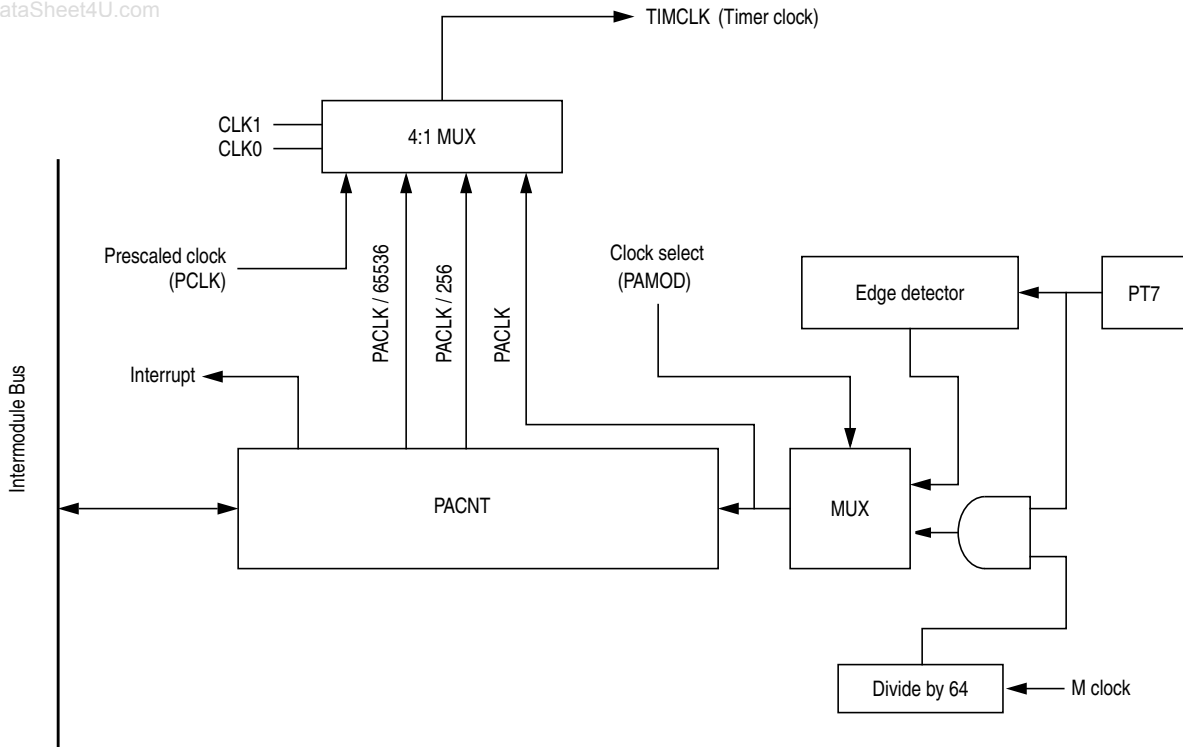 ataSheet4U.com
TIMCLK (Timer clock)
CLK1
CLK0
4:1 MUX
Prescaled clock
(PCLK)
PACLK / 65536
PACLK / 256
PACLK
Clock select
(PAMOD)
Edge detector
PT7
Interrupt
Intermodule Bus
PACNT
MUX
Divide by 64
M clock